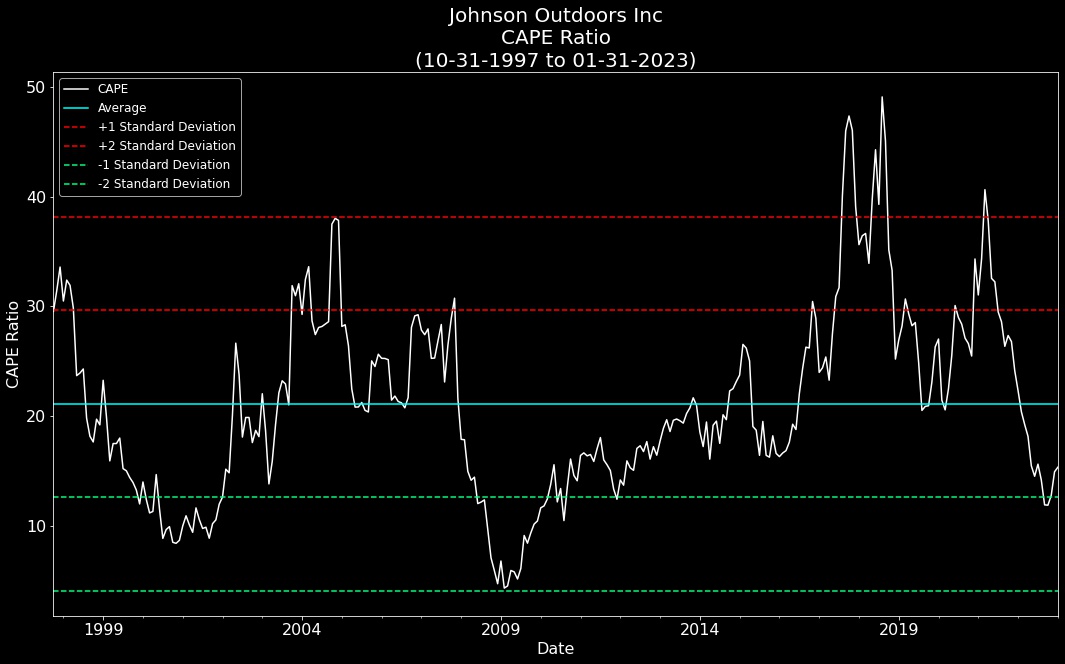 Johnson Outdoors Inc
CAPE Ratio
(10-31-1997 to 01-31-2023)
CAPE
Average
+1 Standard Deviation
+2 Standard Deviation
-1 Standard Deviation
-2 Standard Deviation
50
40
30
20
10
CAPE Ratio
1999
2004
2009
2014
2019
Date